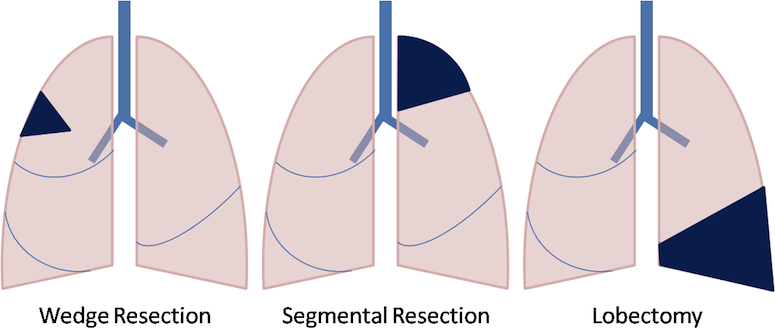 Wedge Resection
Segmental Resection
Lobectomy